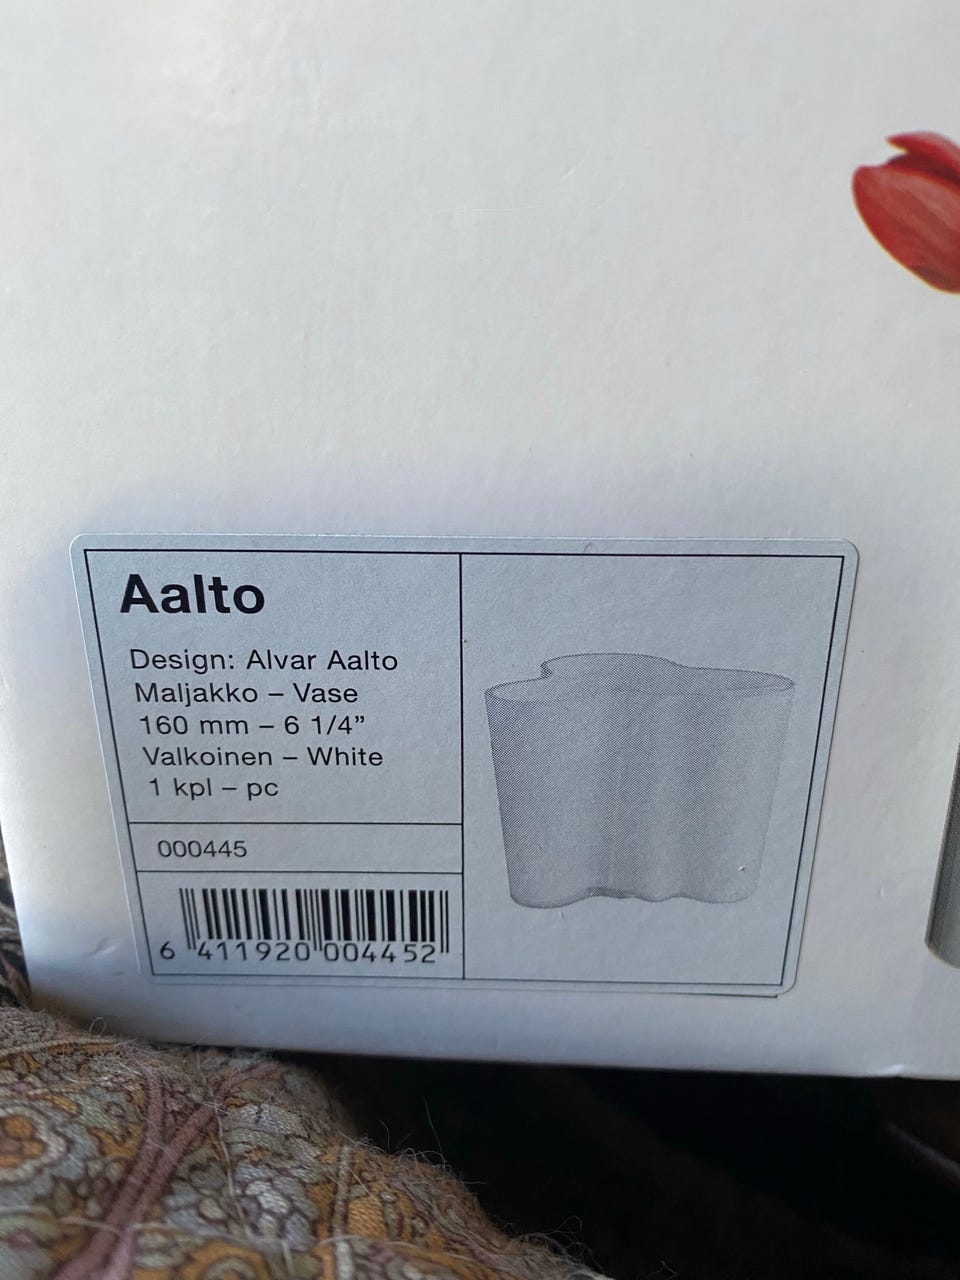 Aalto
Design: Alvar Aalto
Maljakko – Vase
160 mm – 6 1/4”
Valkoinen – White
1 kpl – pc
000445
6 411920 004452